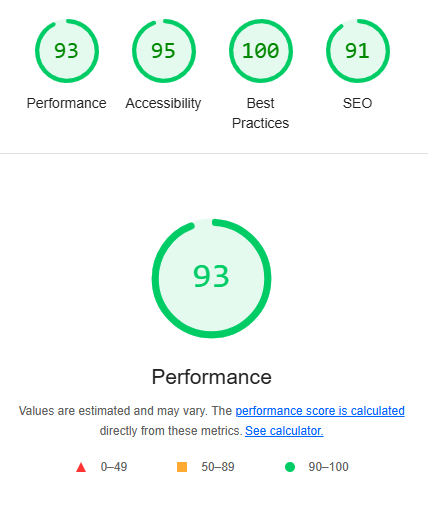 93 95 100 91
Performance Accessibility Best Practices SEO
93
Performance
Values are estimated and may vary. The performance score is calculated
directly from these metrics. See calculator.
0–49 50–89 90–100